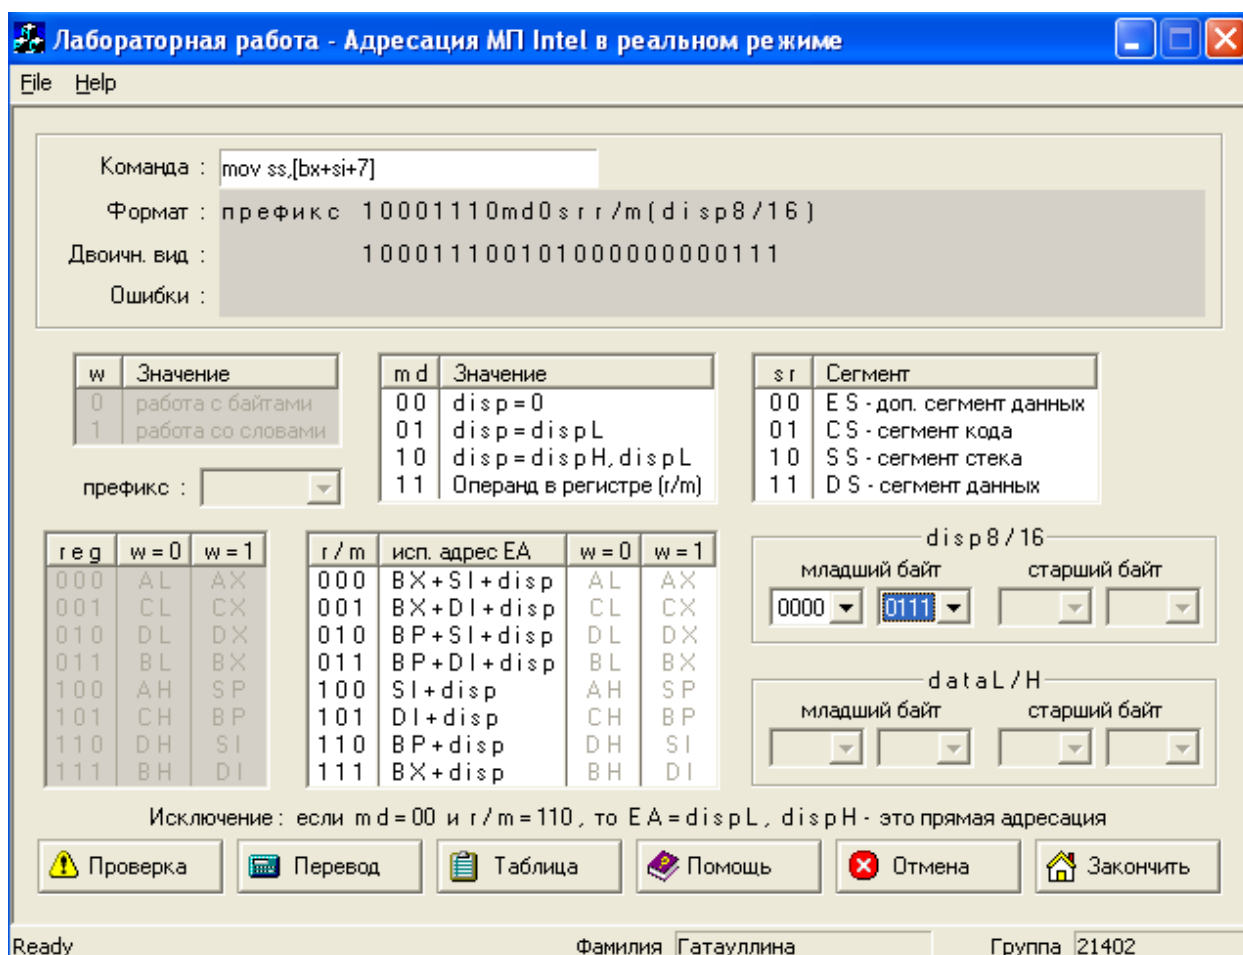 Лабораторная работа - Адресация МП Intel в реальном режиме
File Help
Команда : mov ss,[bx+si+7]
Формат : префикс 10001110md0srr/m(disp8/16)
Двоичн. вид : 100011100101000000000111
Ошибки :
w Значение
0 работа с байтами
1 работа со словами
префикс :
md Значение
00 disp=0
01 disp=dispL
10 disp=dispH,dispL
11 Операнд в регистре (r/m)
sr Сегмент
00 ES - доп. сегмент данных
01 CS - сегмент кода
10 SS - сегмент стека
11 DS - сегмент данных
reg w=0 w=1
000 AL AX
001 CL CX
010 DL DX
011 BL BX
100 AH SP
101 CH BP
110 DH SI
111 BH DI
r/m исп. адрес EA w=0 w=1
000 BX+SI+disp AL AX
001 BX+DI+disp CL CX
010 BP+SI+disp DL DX
011 BP+DI+disp BL BX
100 SI+disp AH SP
101 DI+disp CH BP
110 BP+disp DH SI
111 BX+disp BH DI
disp8/16
младший байт старший байт
0000 0111
dataL/H
младший байт старший байт
Исключение: если md=00 и r/m=110, то EA=dispL, dispH - это прямая адресация
Проверка Перевод Таблица Помощь Отмена Закончить
Ready Фамилия Гатауллина Группа 21402